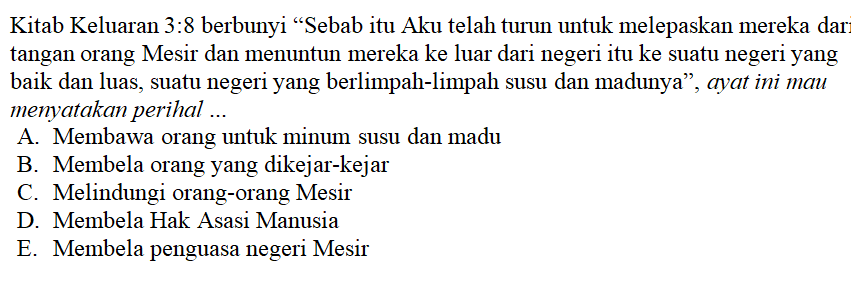 Kitab Keluaran 3:8 berbunyi “Sebab itu Aku telah turun untuk melepaskan mereka dari
tangan orang Mesir dan menuntun mereka ke luar dari negeri itu ke suatu negeri yang
baik dan luas, suatu negeri yang berlimpah-limpah susu dan madunya”, ayat ini mau
menyatakan perihal ...
A. Membawa orang untuk minum susu dan madu
B. Membela orang yang dikejar-kejar
C. Melindungi orang-orang Mesir
D. Membela Hak Asasi Manusia
E. Membela penguasa negeri Mesir